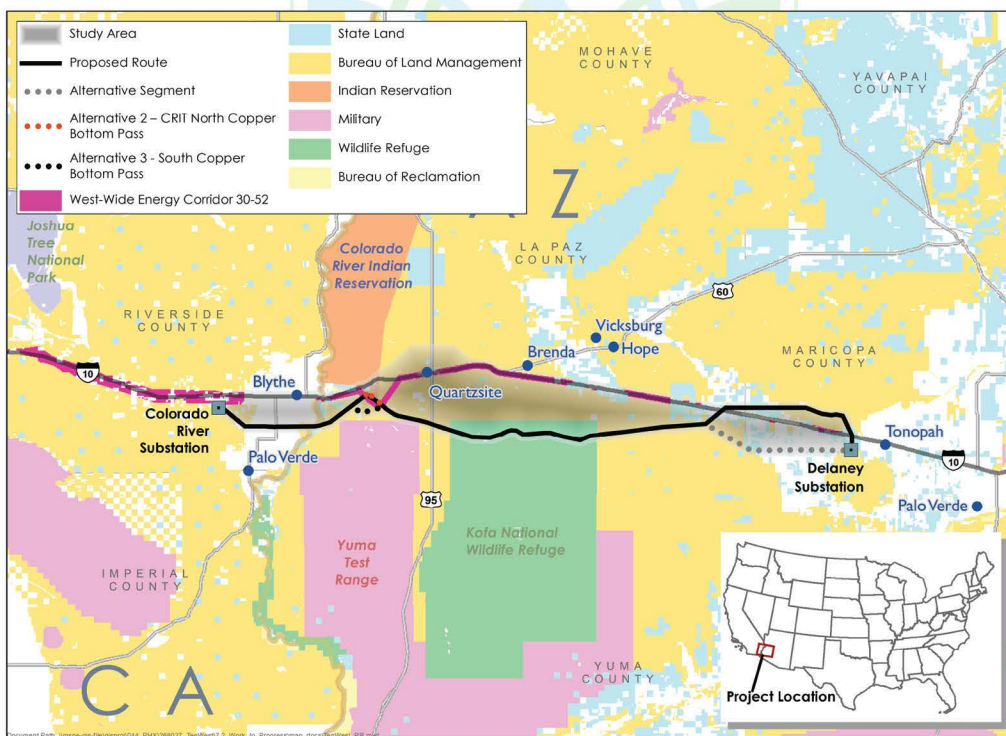 Study Area
Proposed Route
Alternative Segment
Alternative 2 – CRIT North Copper
Bottom Pass
Alternative 3 - South Copper
Bottom Pass
West-Wide Energy Corridor 30-52
State Land
Bureau of Land Management
Indian Reservation
Military
Wildlife Refuge
Bureau of Reclamation
MOHAVE
COUNTY
YAVAPAI
COUNTY
A Z
Joshua
Tree
National
Park
Colorado
River Indian
Reservation
LA PAZ
COUNTY
60
RIVERSIDE
COUNTY
Vicksburg
Hope
Brenda
MARICOPA
COUNTY
10
Blythe
Quartzsite
Colorado
River
Substation
Palo Verde
Tonopah
10
Delaney
Substation
95
Palo Verde
Yuma
Test
Range
Kofa National
Wildlife Refuge
IMPERIAL
COUNTY
YUMA
COUNTY
C A
Project Location